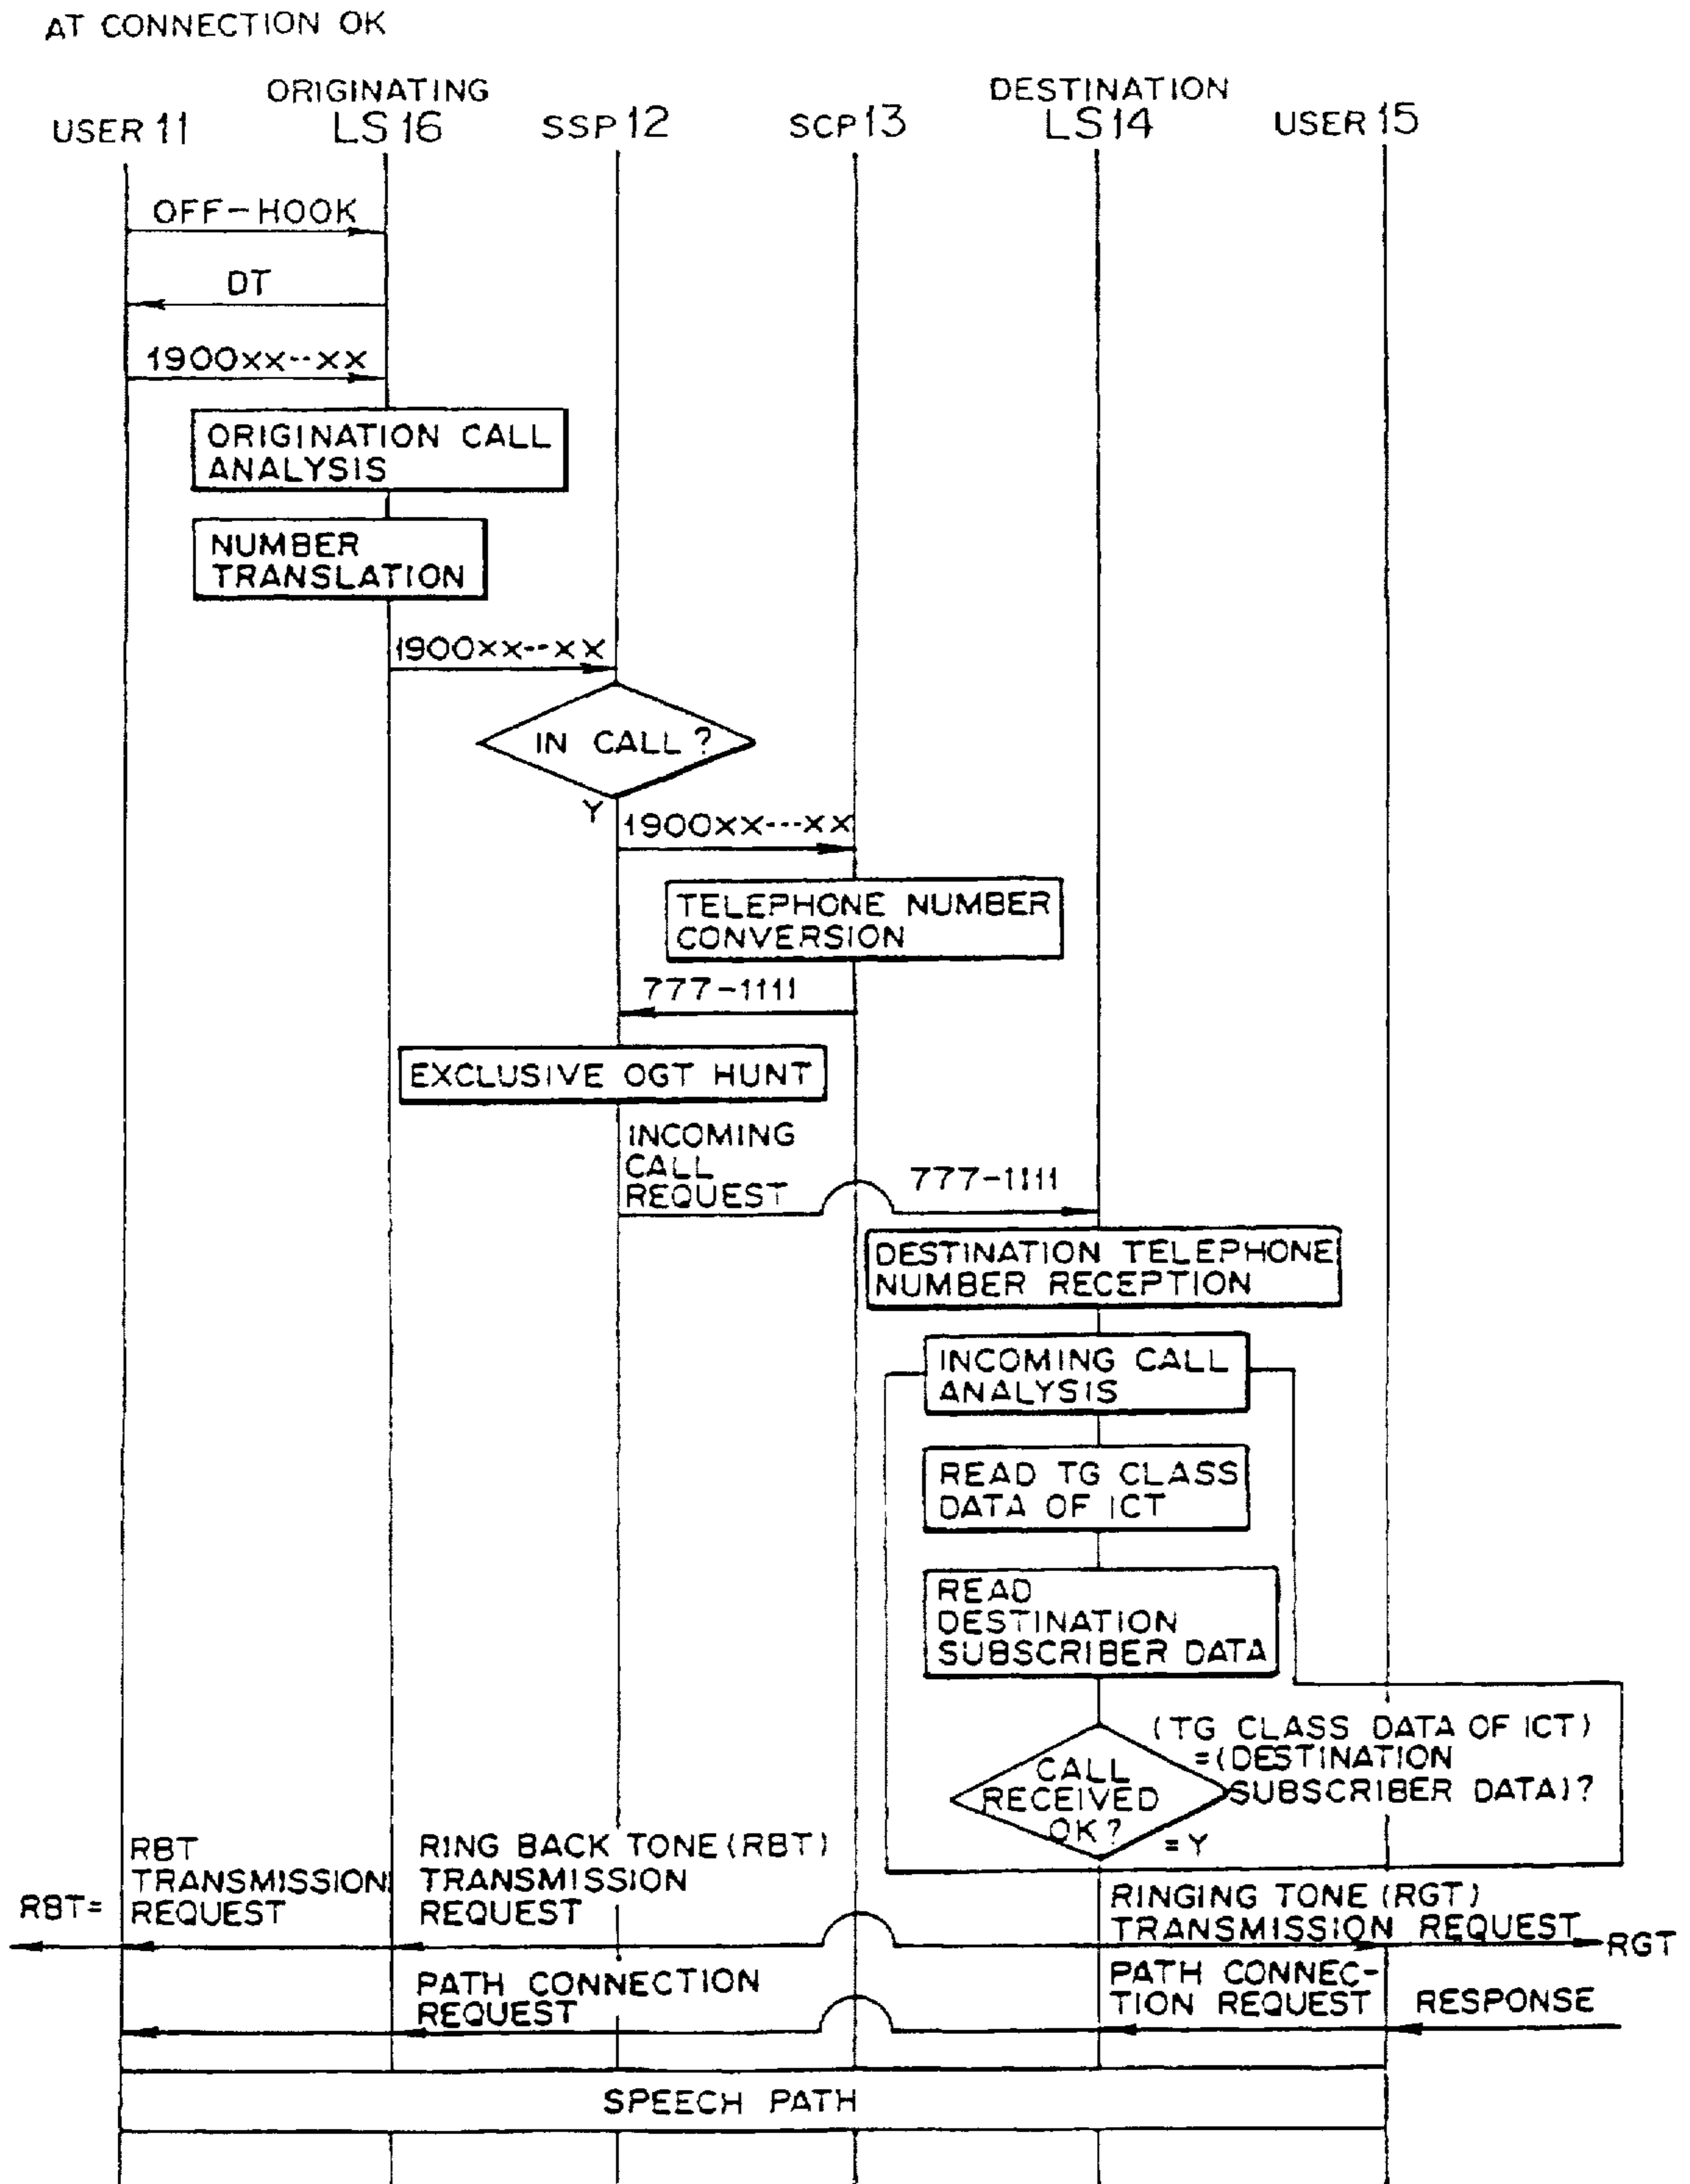 AT CONNECTION OK
ORIGINATING
DESTINATION
USER 11
LS 16
SSP 12
SCP 13
LS 14
USER 15
OFF-HOOK
DT
1900xx--xx
ORIGINATION CALL
ANALYSIS
NUMBER
TRANSLATION
1900xx--xx
IN CALL ?
Y
1900xx---xx
TELEPHONE NUMBER
CONVERSION
777-1111
EXCLUSIVE OGT HUNT
INCOMING
CALL
REQUEST
777-1111
DESTINATION TELEPHONE
NUMBER RECEPTION
INCOMING CALL
ANALYSIS
READ TG CLASS
DATA OF ICT
READ
DESTINATION
SUBSCRIBER DATA
(TG CLASS DATA OF ICT)
=(DESTINATION
SUBSCRIBER DATA)?
CALL
RECEIVED
OK?
=Y
RBT=
RBT
TRANSMISSION
REQUEST
RING BACK TONE (RBT)
TRANSMISSION
REQUEST
RINGING TONE (RGT)
TRANSMISSION REQUEST
RGT
PATH CONNECTION
REQUEST
PATH CONNEC-
TION REQUEST
RESPONSE
SPEECH PATH